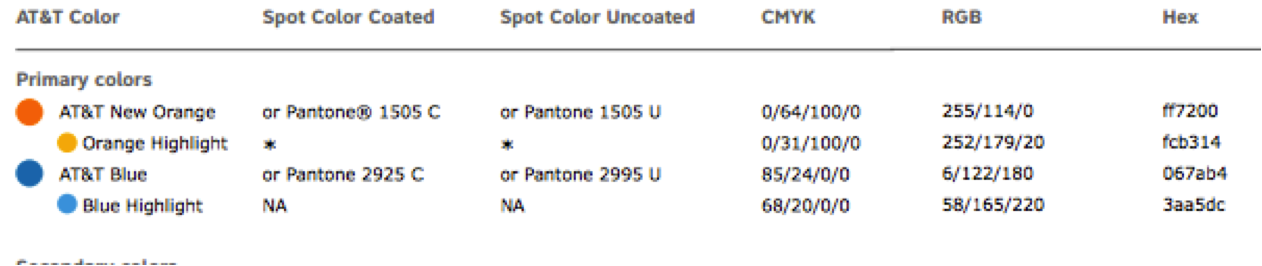 AT&T Color Spot Color Coated Spot Color Uncoated CMYK RGB Hex
Primary colors
AT&T New Orange or Pantone® 1505 C or Pantone 1505 U 0/64/100/0 255/114/0 ff7200
Orange Highlight * * 0/31/100/0 252/179/20 fcb314
AT&T Blue or Pantone 2925 C or Pantone 2995 U 85/24/0/0 6/122/180 067ab4
Blue Highlight NA NA 68/20/0/0 58/165/220 3aa5dc